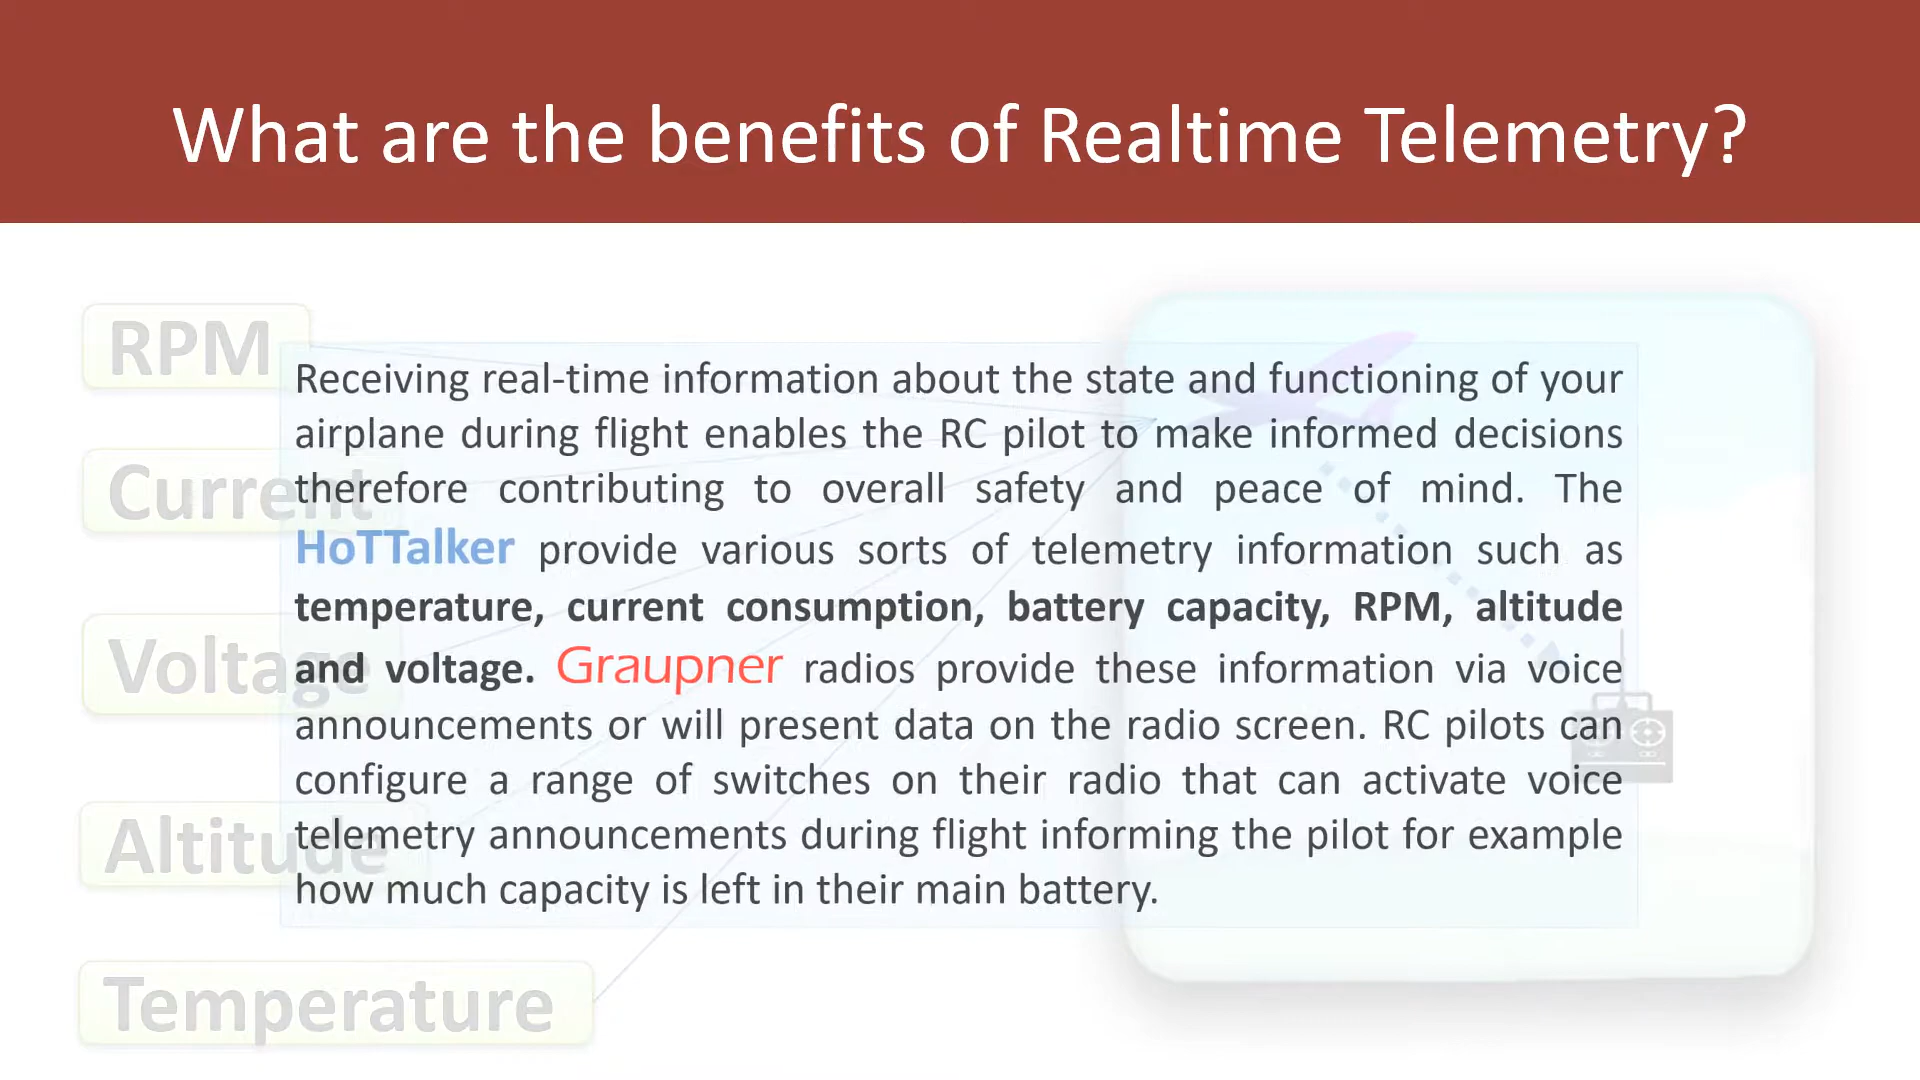 What are the benefits of Realtime Telemetry?
RPM
Current
Voltage
Altitude
Temperature
Receiving real-time information about the state and functioning of your
airplane during flight enables the RC pilot to make informed decisions
therefore contributing to overall safety and peace of mind. The
HoTTalker provide various sorts of telemetry information such as
temperature, current consumption, battery capacity, RPM, altitude
and voltage. Graupner radios provide these information via voice
announcements or will present data on the radio screen. RC pilots can
configure a range of switches on their radio that can activate voice
telemetry announcements during flight informing the pilot for example
how much capacity is left in their main battery.